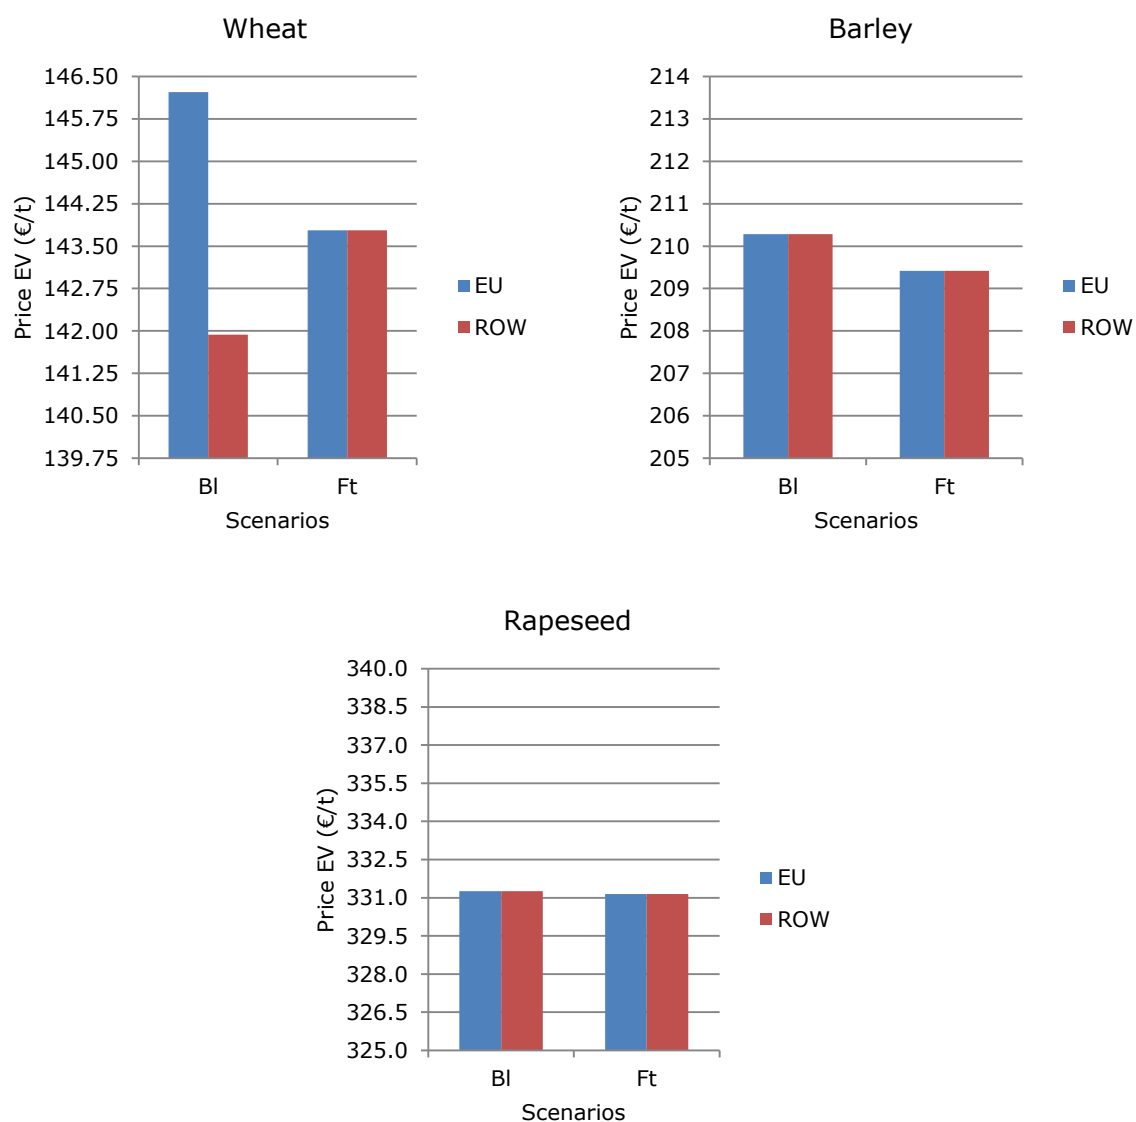 Wheat
146.50
145.75
145.00
144.25
143.50
142.75
142.00
141.25
140.50
139.75
Price EV (€/t)
Bl Ft
Scenarios
EU
ROW
Barley
214
213
212
211
210
209
208
207
206
205
Price EV (€/t)
Bl Ft
Scenarios
EU
ROW
Rapeseed
340.0
338.5
337.0
335.5
334.0
332.5
331.0
329.5
328.0
326.5
325.0
Price EV (€/t)
Bl Ft
Scenarios
EU
ROW